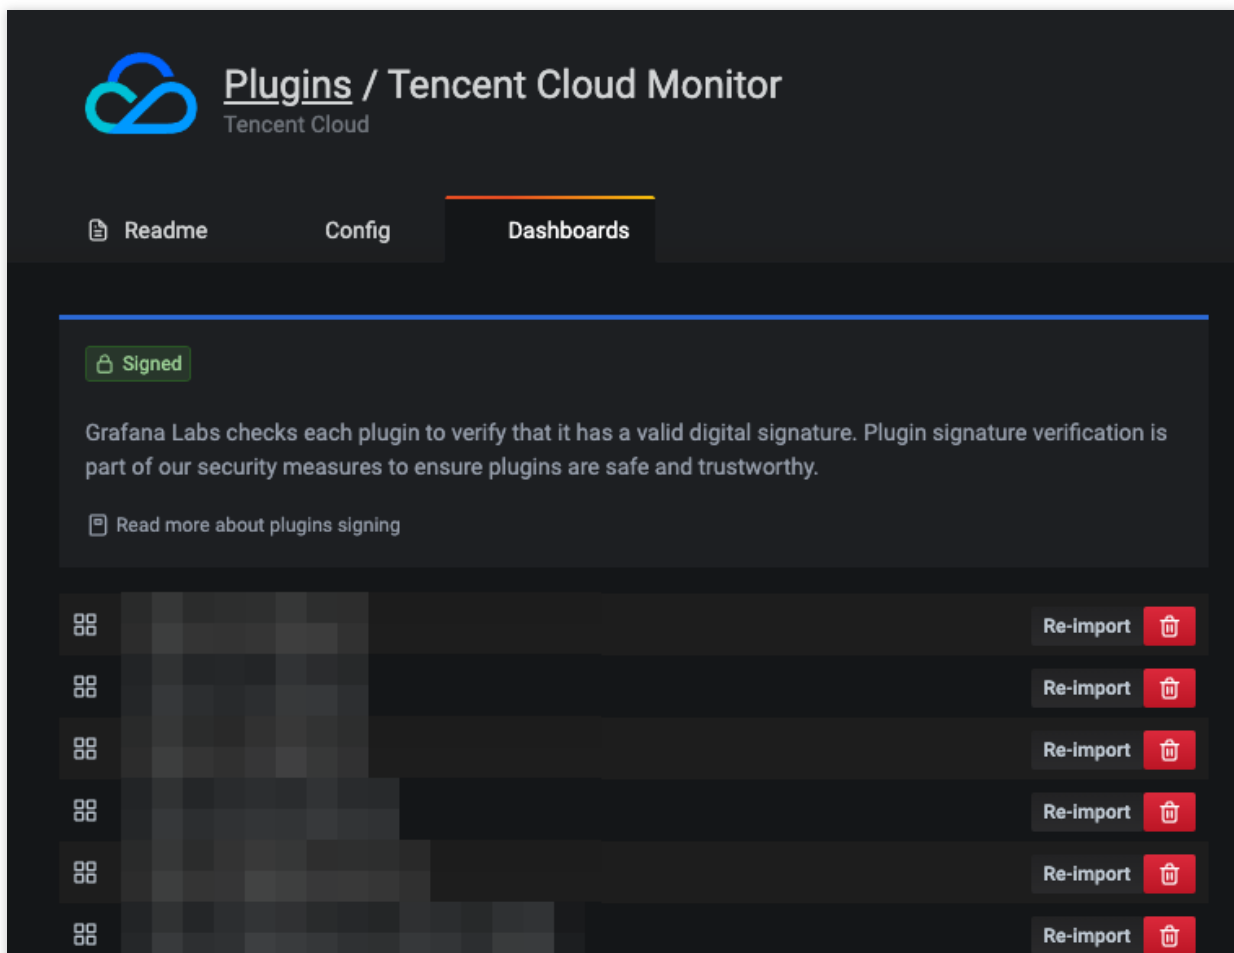 Plugins / Tencent Cloud Monitor
Tencent Cloud
Readme Config Dashboards
Signed
Grafana Labs checks each plugin to verify that it has a valid digital signature. Plugin signature verification is
part of our security measures to ensure plugins are safe and trustworthy.
Read more about plugins signing
Re-import
Re-import
Re-import
Re-import
Re-import
Re-import